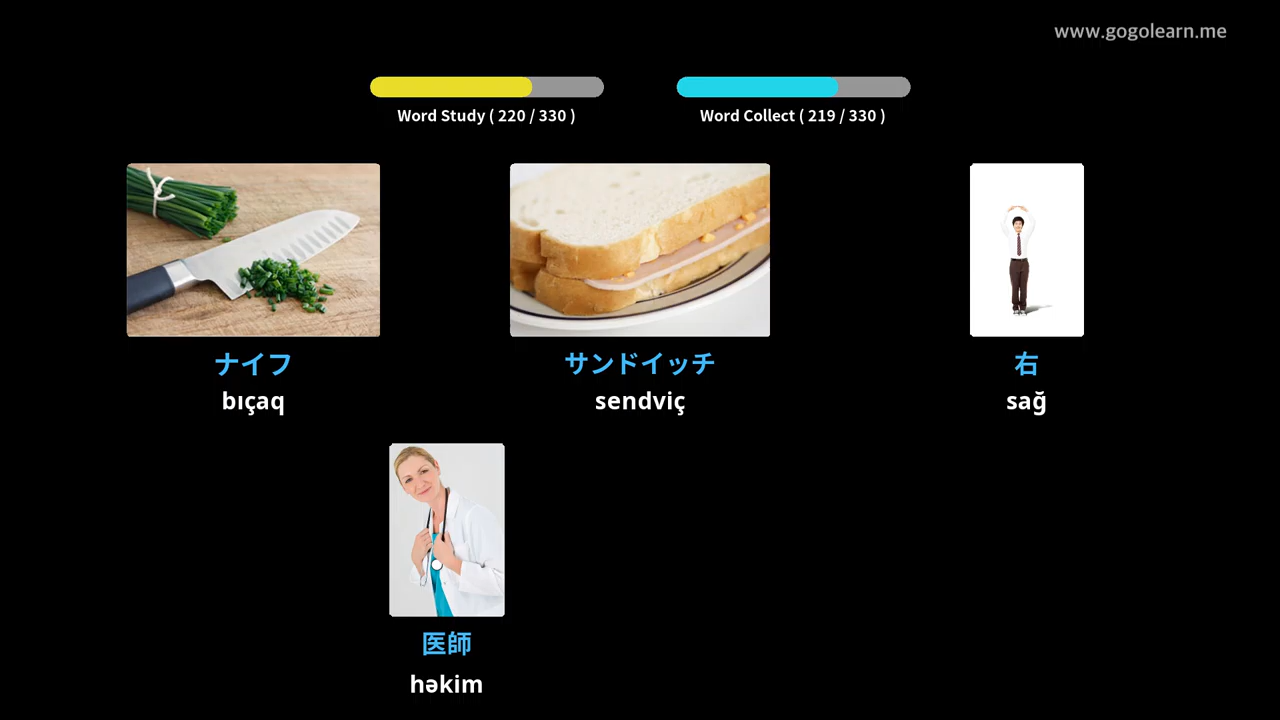 www.gogolearn.me
Word Study ( 220 / 330 )
Word Collect ( 219 / 330 )
ナイフ
bıçaq
サンドイッチ
sendviç
右
sağ
医師
həkim